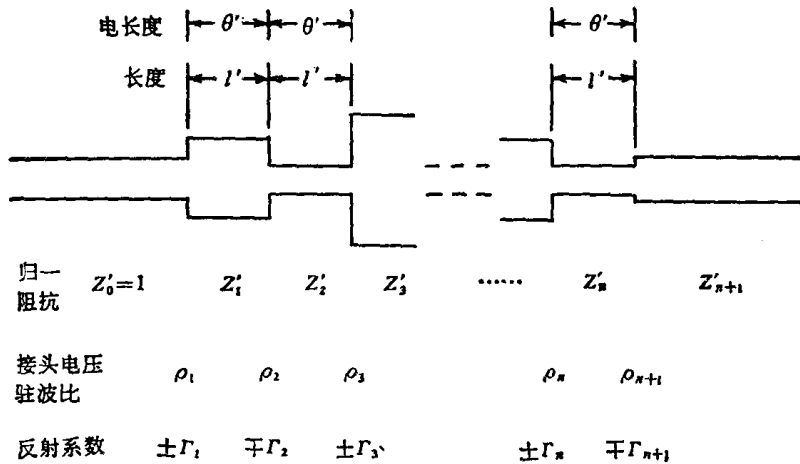 电长度 θ′ θ′ θ′
长度 l′ l′ l′
归一阻抗 Z′₀=1 Z′₁ Z′₂ Z′₃ …… Z′ₙ Z′ₙ₊₁
接头电压驻波比 ρ₁ ρ₂ ρ₃ ρₙ ρₙ₊₁
反射系数 ±Γ₁ ∓Γ₂ ±Γ₃、 ±Γₙ ∓Γₙ₊₁